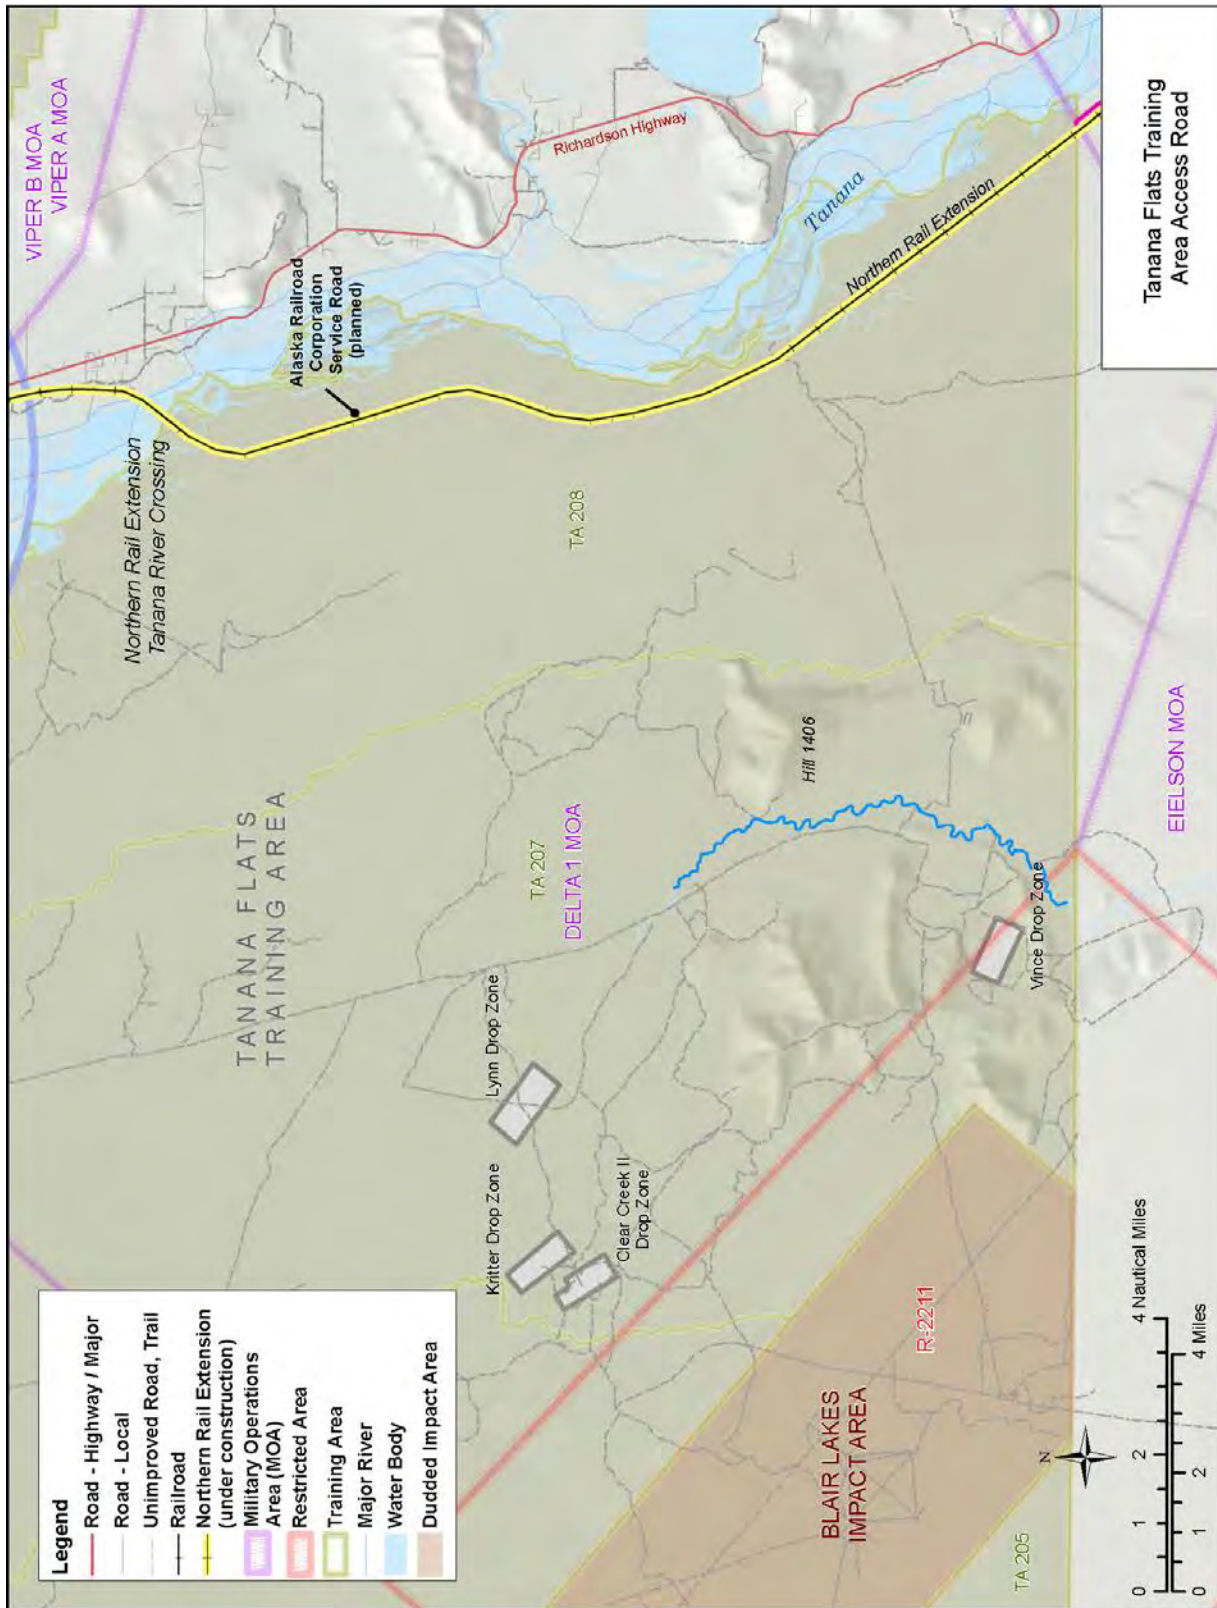 VIPER B MOA
VIPER A MOA
Richardson Highway
Tanana
Northern Rail Extension
Alaska Railroad
Corporation
Service Road
(planned)
Northern Rail Extension
Tanana River Crossing
TA 208
TANANA FLATS
TRAINING AREA
TA 207
DELTA 1 MOA
Hill 1406
EIELSON MOA
Lynn Drop Zone
Kritter Drop Zone
Clear Creek II
Drop Zone
Vince Drop Zone
R-2211
BLAIR LAKES
IMPACT AREA
TA 205
Legend
Road - Highway / Major
Road - Local
Unimproved Road, Trail
Railroad
Northern Rail Extension
(under construction)
Military Operations
Area (MOA)
Restricted Area
Training Area
Major River
Water Body
Dudded Impact Area
N
0 1 2 4 Nautical Miles
0 1 2 4 Miles
Tanana Flats Training
Area Access Road